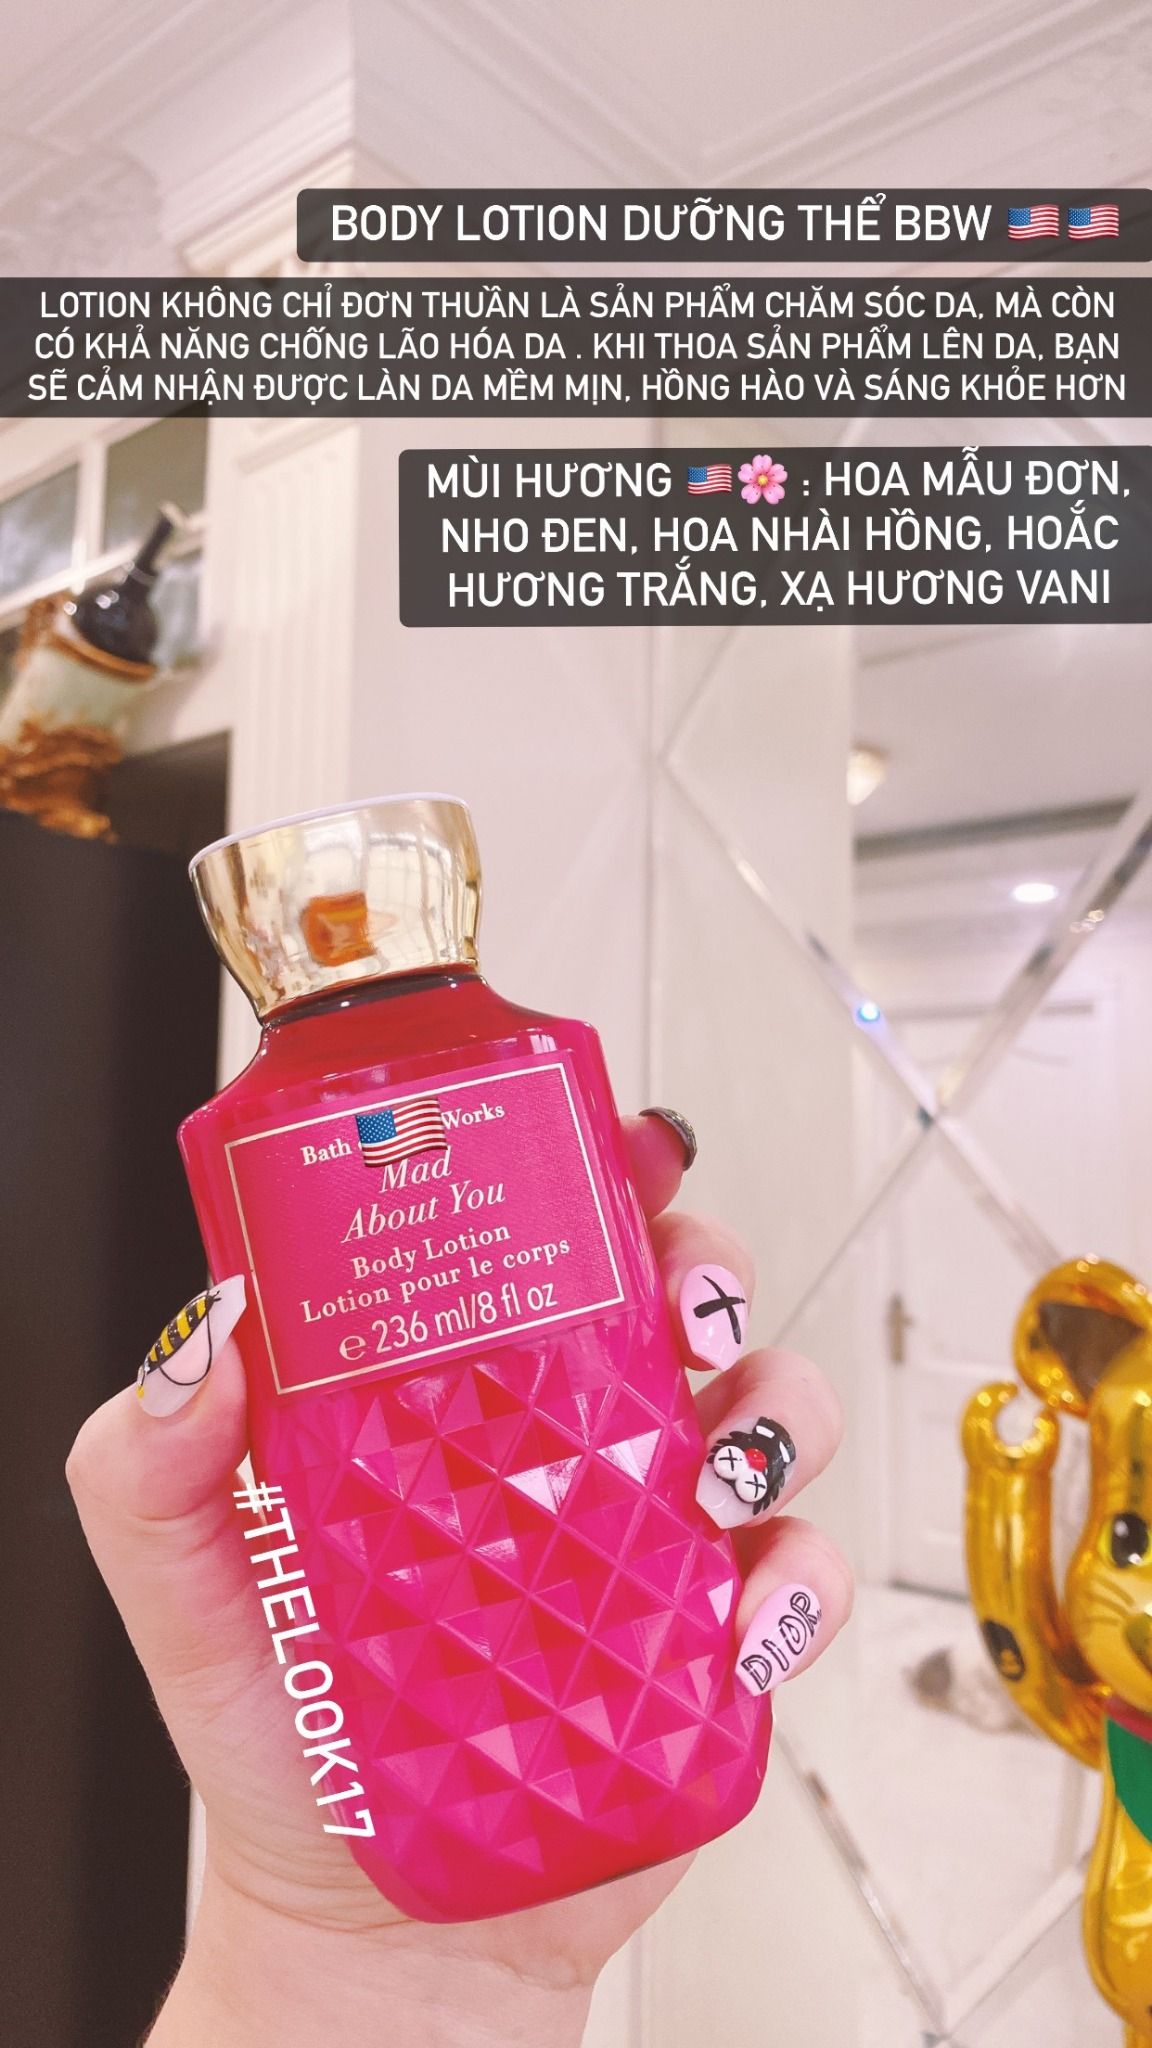 BODY LOTION DƯỠNG THỂ BBW 🇺🇸🇺🇸
LOTION KHÔNG CHỈ ĐƠN THUẦN LÀ SẢN PHẨM CHĂM SÓC DA, MÀ CÒN
CÓ KHẢ NĂNG CHỐNG LÃO HÓA DA . KHI THOA SẢN PHẨM LÊN DA, BẠN
SẼ CẢM NHẬN ĐƯỢC LÀN DA MỀM MỊN, HỒNG HÀO VÀ SÁNG KHỎE HƠN
MÙI HƯƠNG 🇺🇸🌸 : HOA MẪU ĐƠN,
NHO ĐEN, HOA NHÀI HỒNG, HOẮC
HƯƠNG TRẮNG, XẠ HƯƠNG VANI
Bath Works
Mad
About You
Body Lotion
Lotion pour le corps
℮ 236 ml/8 fl oz
DIOR
#THELOOK17